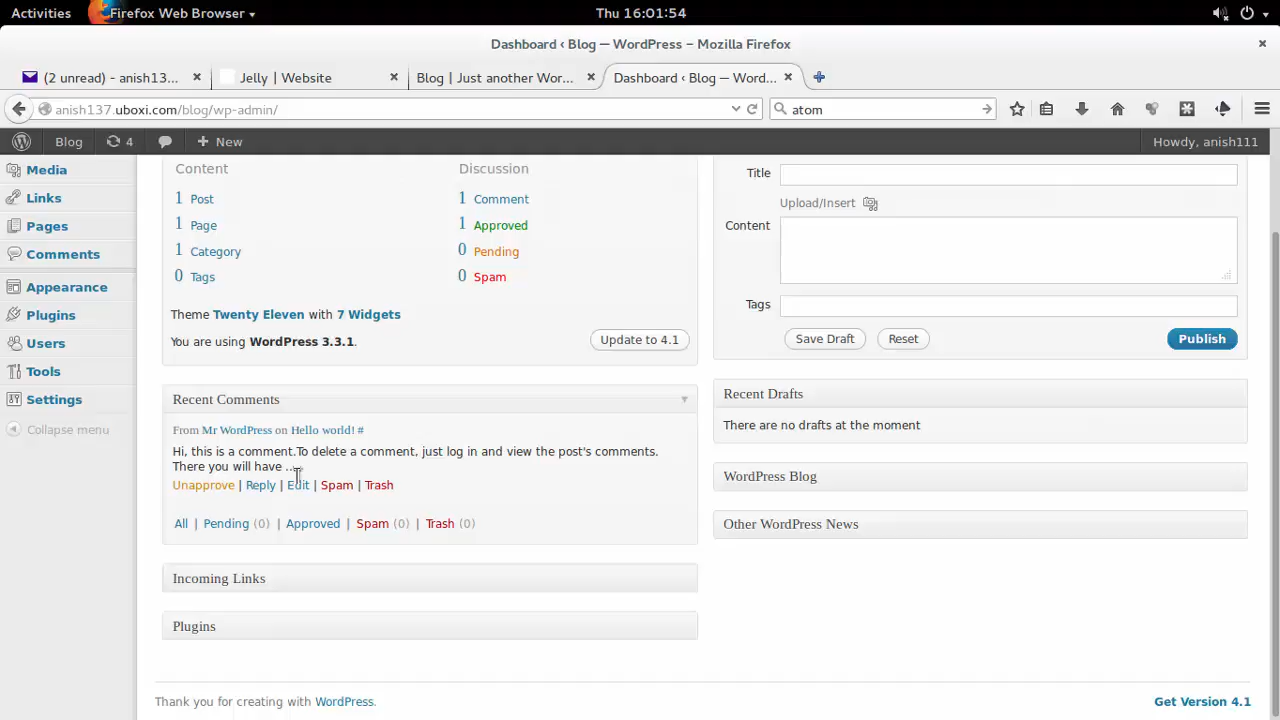 Activities Firefox Web Browser Thu 16:01:54
Dashboard ‹ Blog — WordPress - Mozilla Firefox
(2 unread) - anish13... Jelly | Website Blog | Just another Wor... Dashboard ‹ Blog — Word...
anish137.uboxi.com/blog/wp-admin/ atom
Blog 4 New Howdy, anish111
Media
Links
Pages
Comments
Appearance
Plugins
Users
Tools
Settings
Collapse menu
Content Discussion
1 Post 1 Comment
1 Page 1 Approved
1 Category 0 Pending
0 Tags 0 Spam
Theme Twenty Eleven with 7 Widgets
You are using WordPress 3.3.1. Update to 4.1
Recent Comments
From Mr WordPress on Hello world! #
Hi, this is a comment.To delete a comment, just log in and view the post's comments.
There you will have ...
Unapprove | Reply | Edit | Spam | Trash
All | Pending (0) | Approved | Spam (0) | Trash (0)
Incoming Links
Plugins
Title
Upload/Insert
Content
Tags
Save Draft Reset Publish
Recent Drafts
There are no drafts at the moment
WordPress Blog
Other WordPress News
Thank you for creating with WordPress. Get Version 4.1